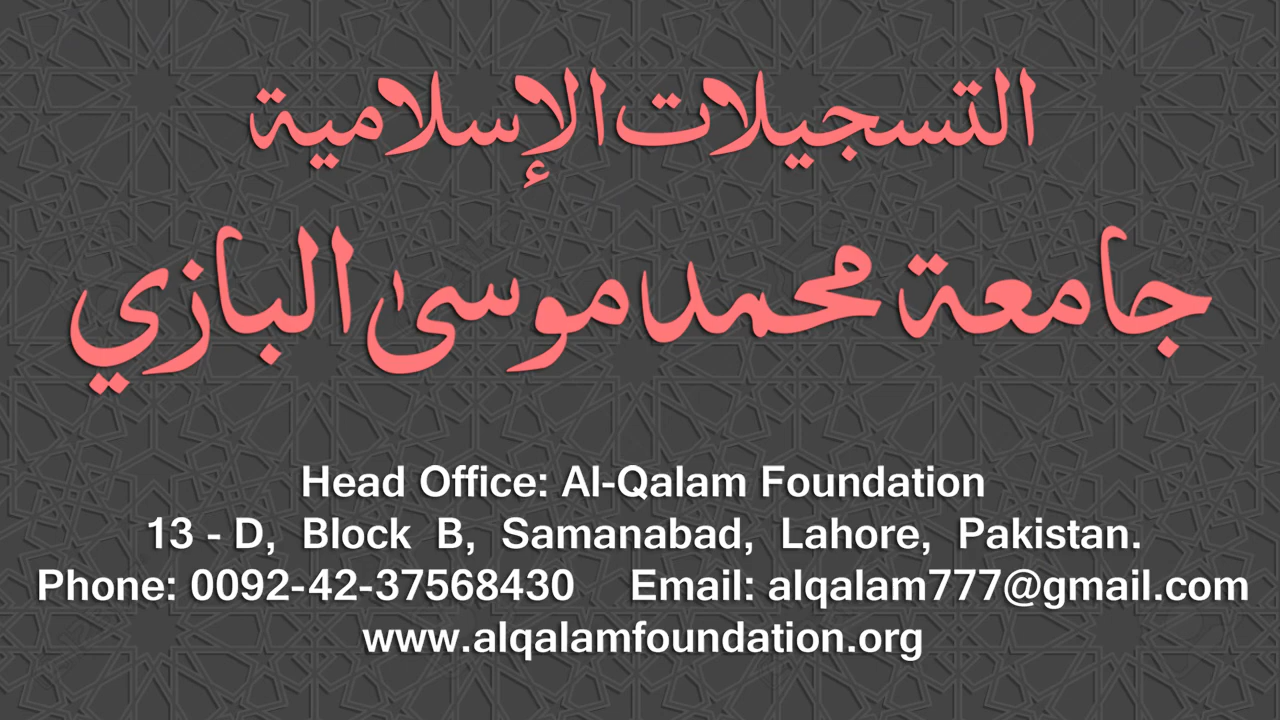 التسجيلات الإسلامية
جامعة محمد موسىٰ البازي
Head Office: Al-Qalam Foundation
13 - D, Block B, Samanabad, Lahore, Pakistan.
Phone: 0092-42-37568430 Email: alqalam777@gmail.com
www.alqalamfoundation.org